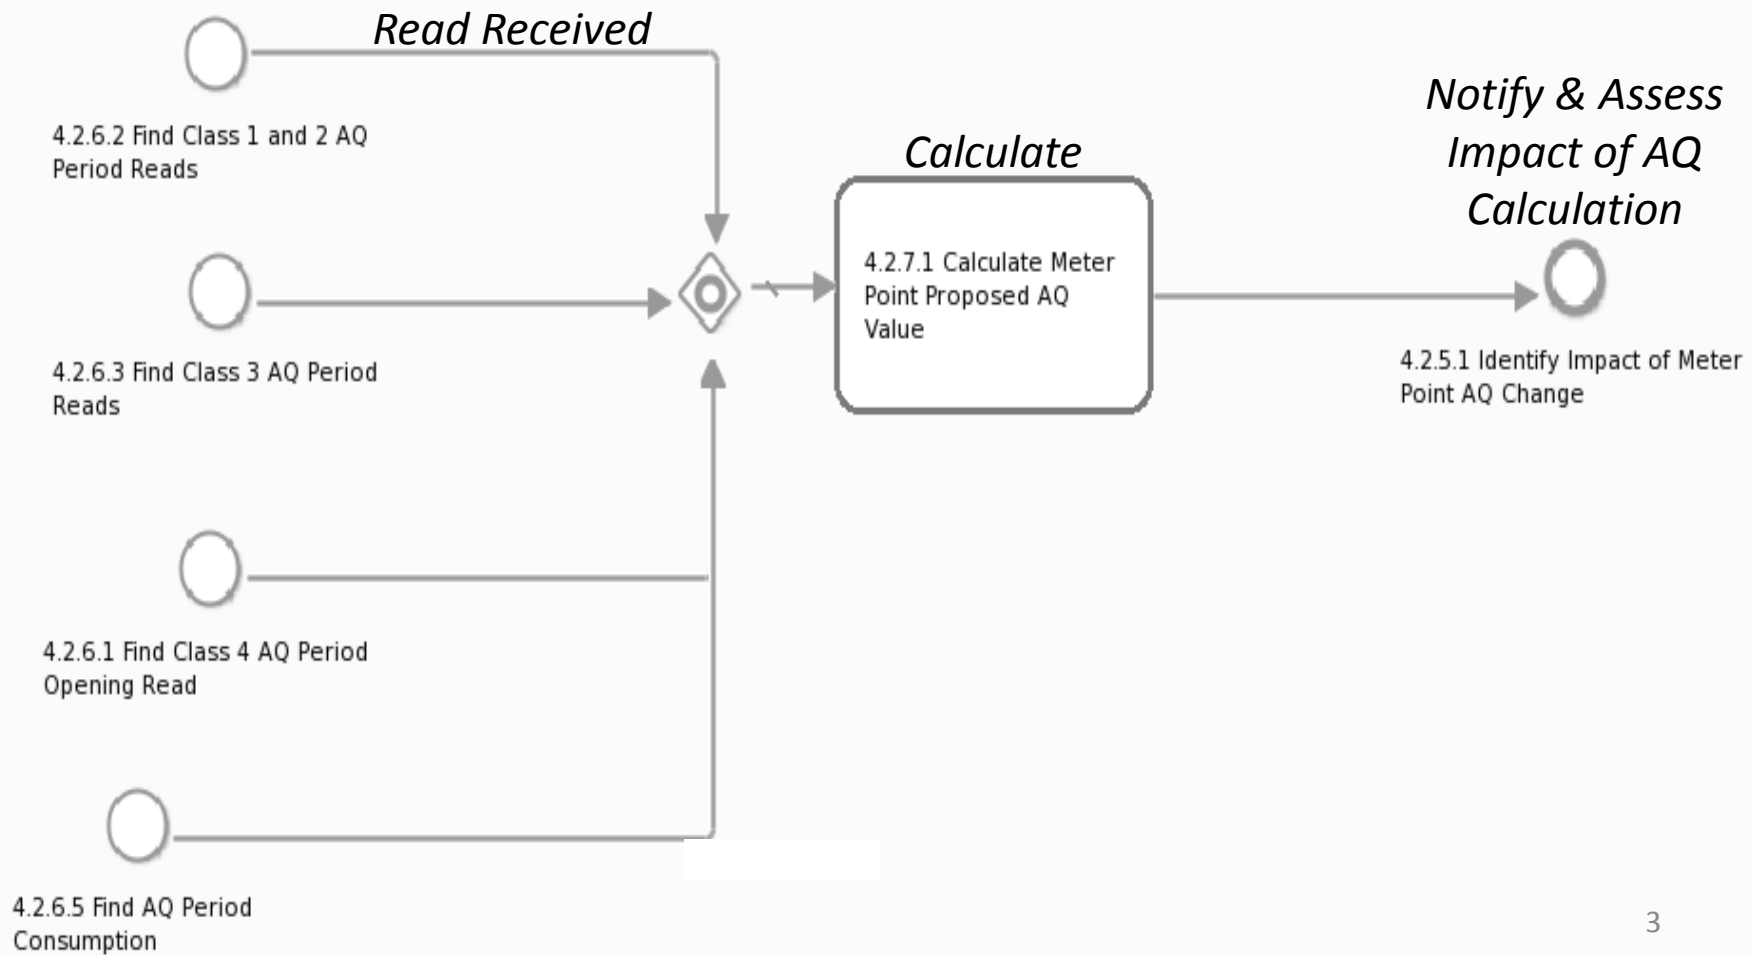 Read Received
4.2.6.2 Find Class 1 and 2 AQ
Period Reads
Calculate
Notify & Assess
Impact of AQ
Calculation
4.2.6.3 Find Class 3 AQ Period
Reads
4.2.7.1 Calculate Meter
Point Proposed AQ
Value
4.2.5.1 Identify Impact of Meter
Point AQ Change
4.2.6.1 Find Class 4 AQ Period
Opening Read
4.2.6.5 Find AQ Period
Consumption
3